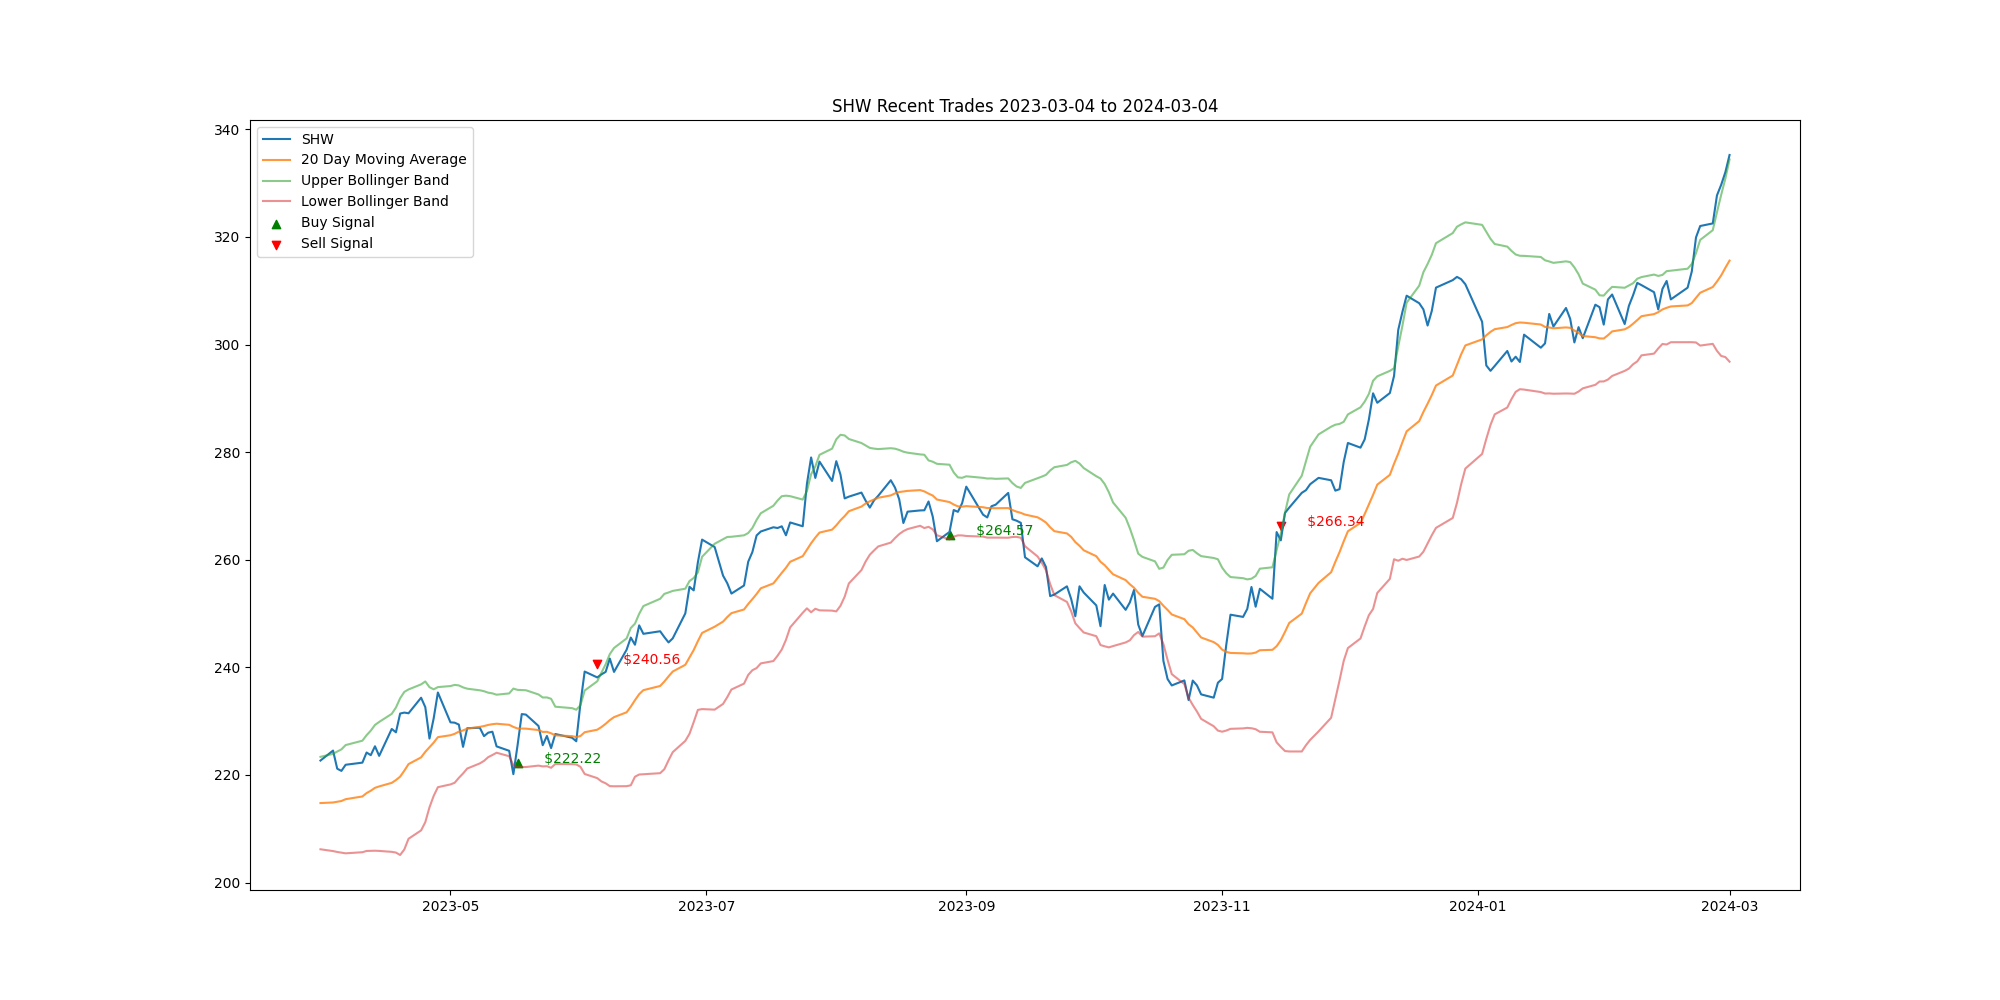 SHW Recent Trades 2023-03-04 to 2024-03-04
340
320
300
280
260
240
220
200
SHW
20 Day Moving Average
Upper Bollinger Band
Lower Bollinger Band
Buy Signal
Sell Signal
$222.22
$240.56
$264.57
$266.34
2023-05
2023-07
2023-09
2023-11
2024-01
2024-03